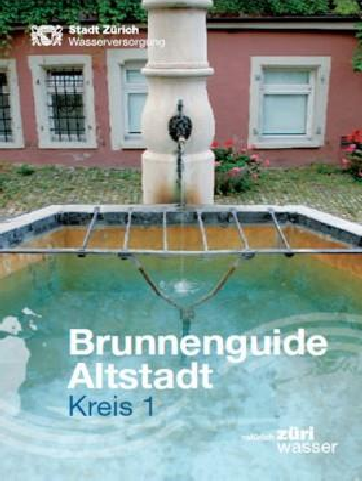 Stadt Zürich
Wasserversorgung
Brunnenguide
Altstadt
Kreis 1
züri
wasser